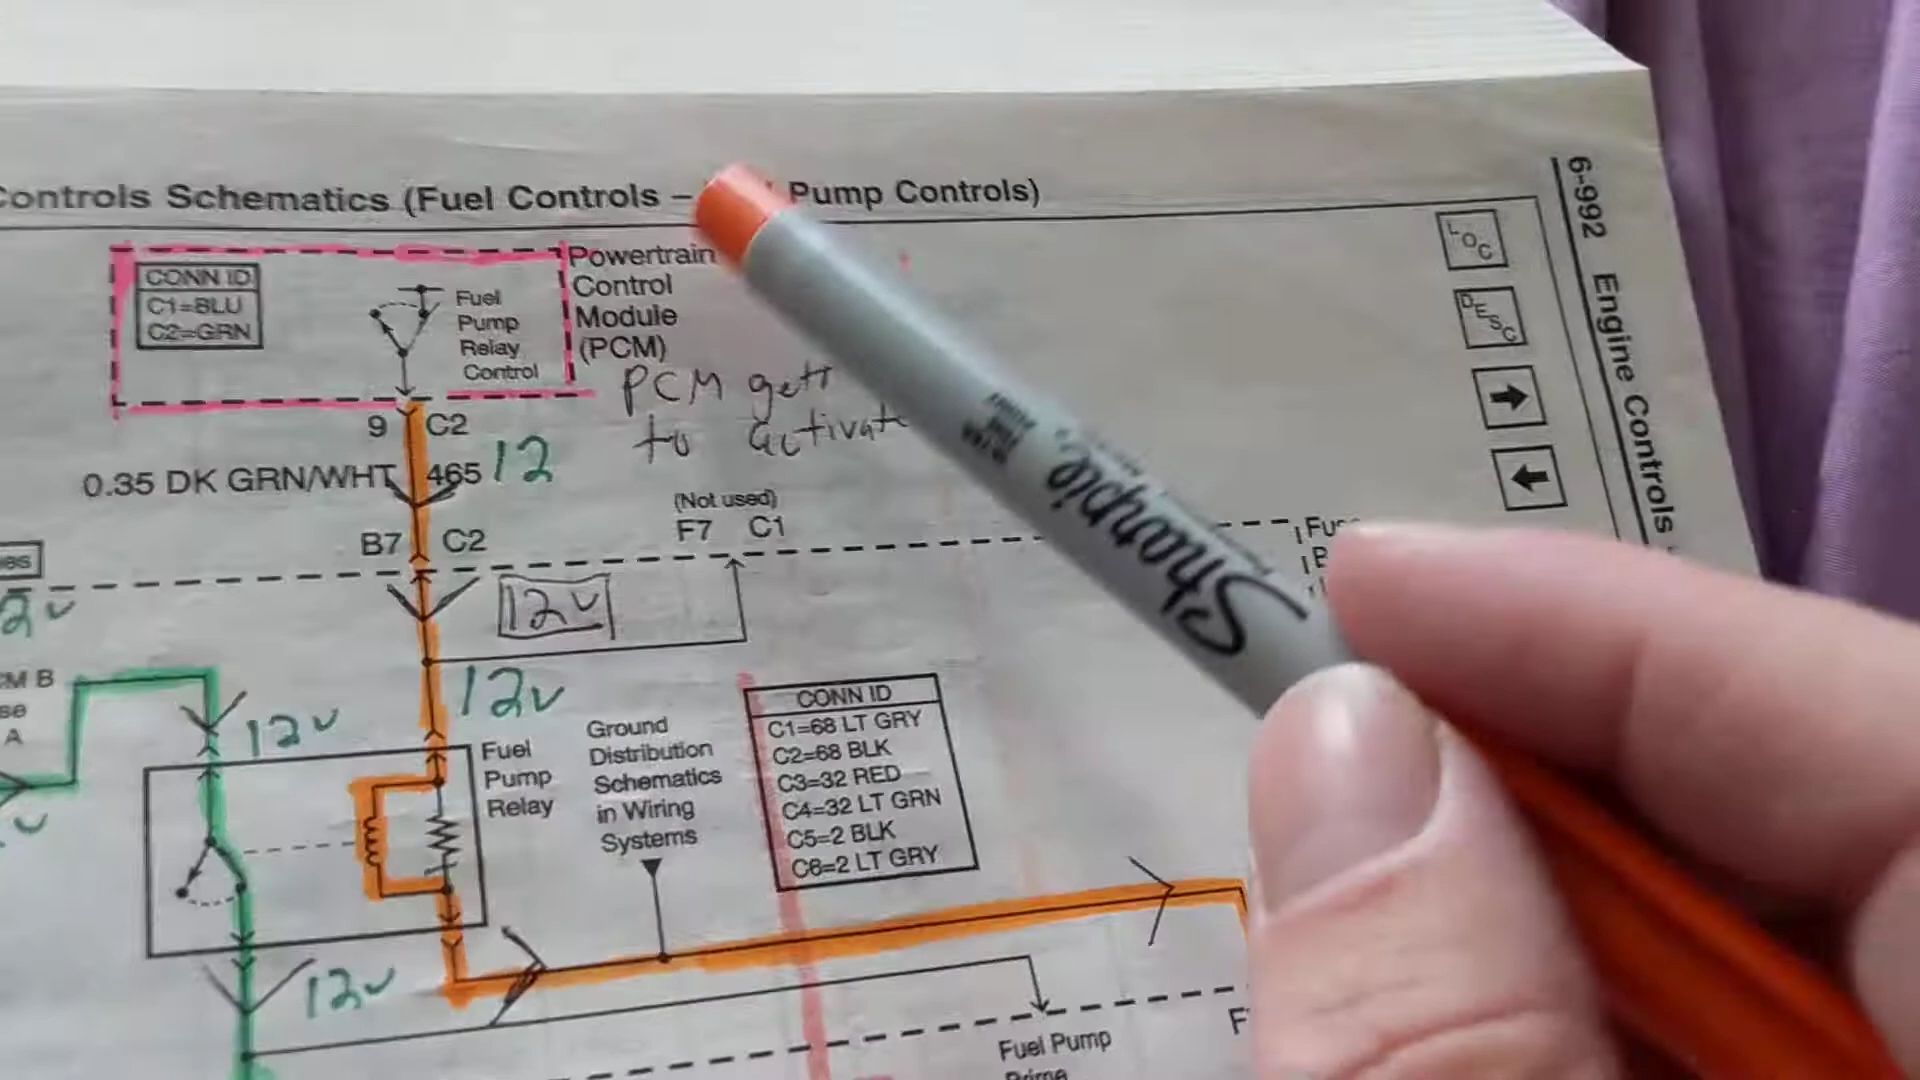 Controls Schematics (Fuel Controls – Pump Controls)
6-992 Engine Controls
LOC
DESC
CONN ID
C1=BLU
C2=GRN
Fuel
Pump
Relay
Control
Powertrain
Control
Module
(PCM)
PCM gets
to activate
9 C2
0.35 DK GRN/WHT 465 12
(Not used)
B7 C2
F7 C1
12v
12v
12v
Fuel
Pump
Relay
Ground
Distribution
Schematics
in Wiring
Systems
CONN ID
C1=68 LT GRY
C2=68 BLK
C3=32 RED
C4=32 LT GRN
C5=2 BLK
C6=2 LT GRY
12v
Fuel Pump
Prime
Sharpie